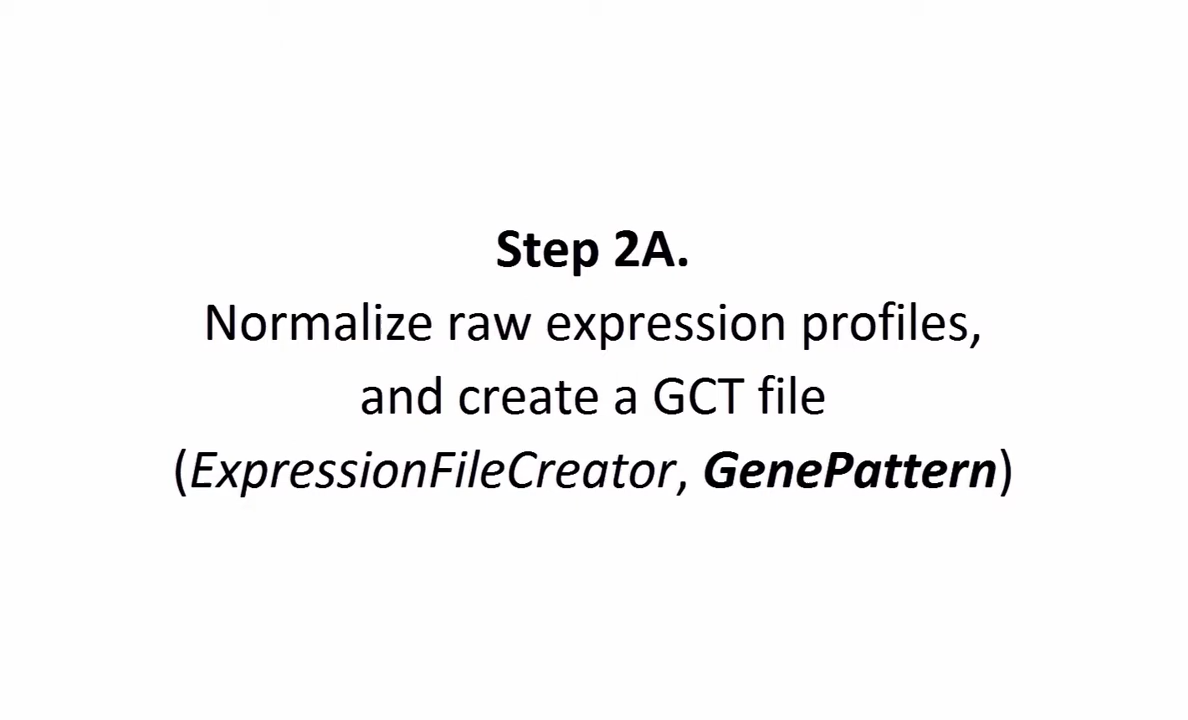 Step 2A.
Normalize raw expression profiles,
and create a GCT file
(ExpressionFileCreator, GenePattern)